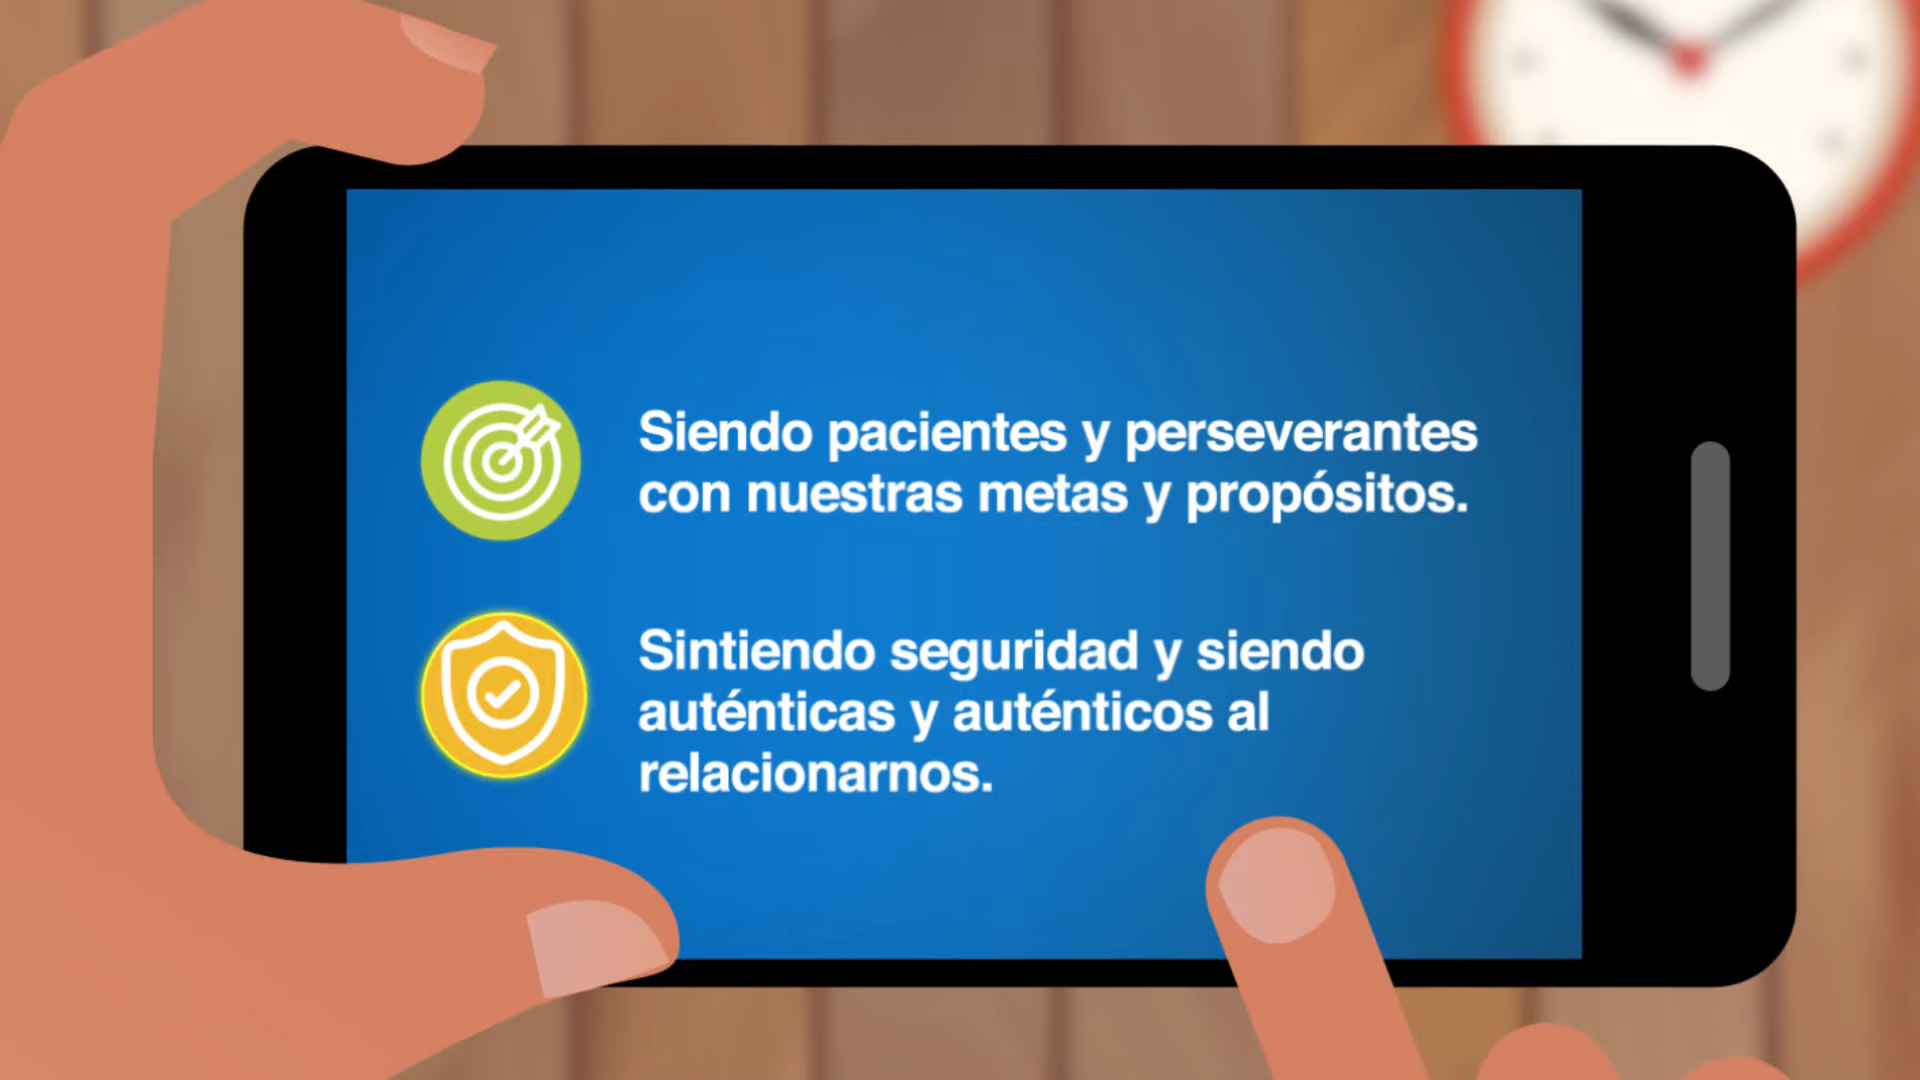 Siendo pacientes y perseverantes
con nuestras metas y propósitos.
Sintiendo seguridad y siendo
auténticas y auténticos al
relacionarnos.